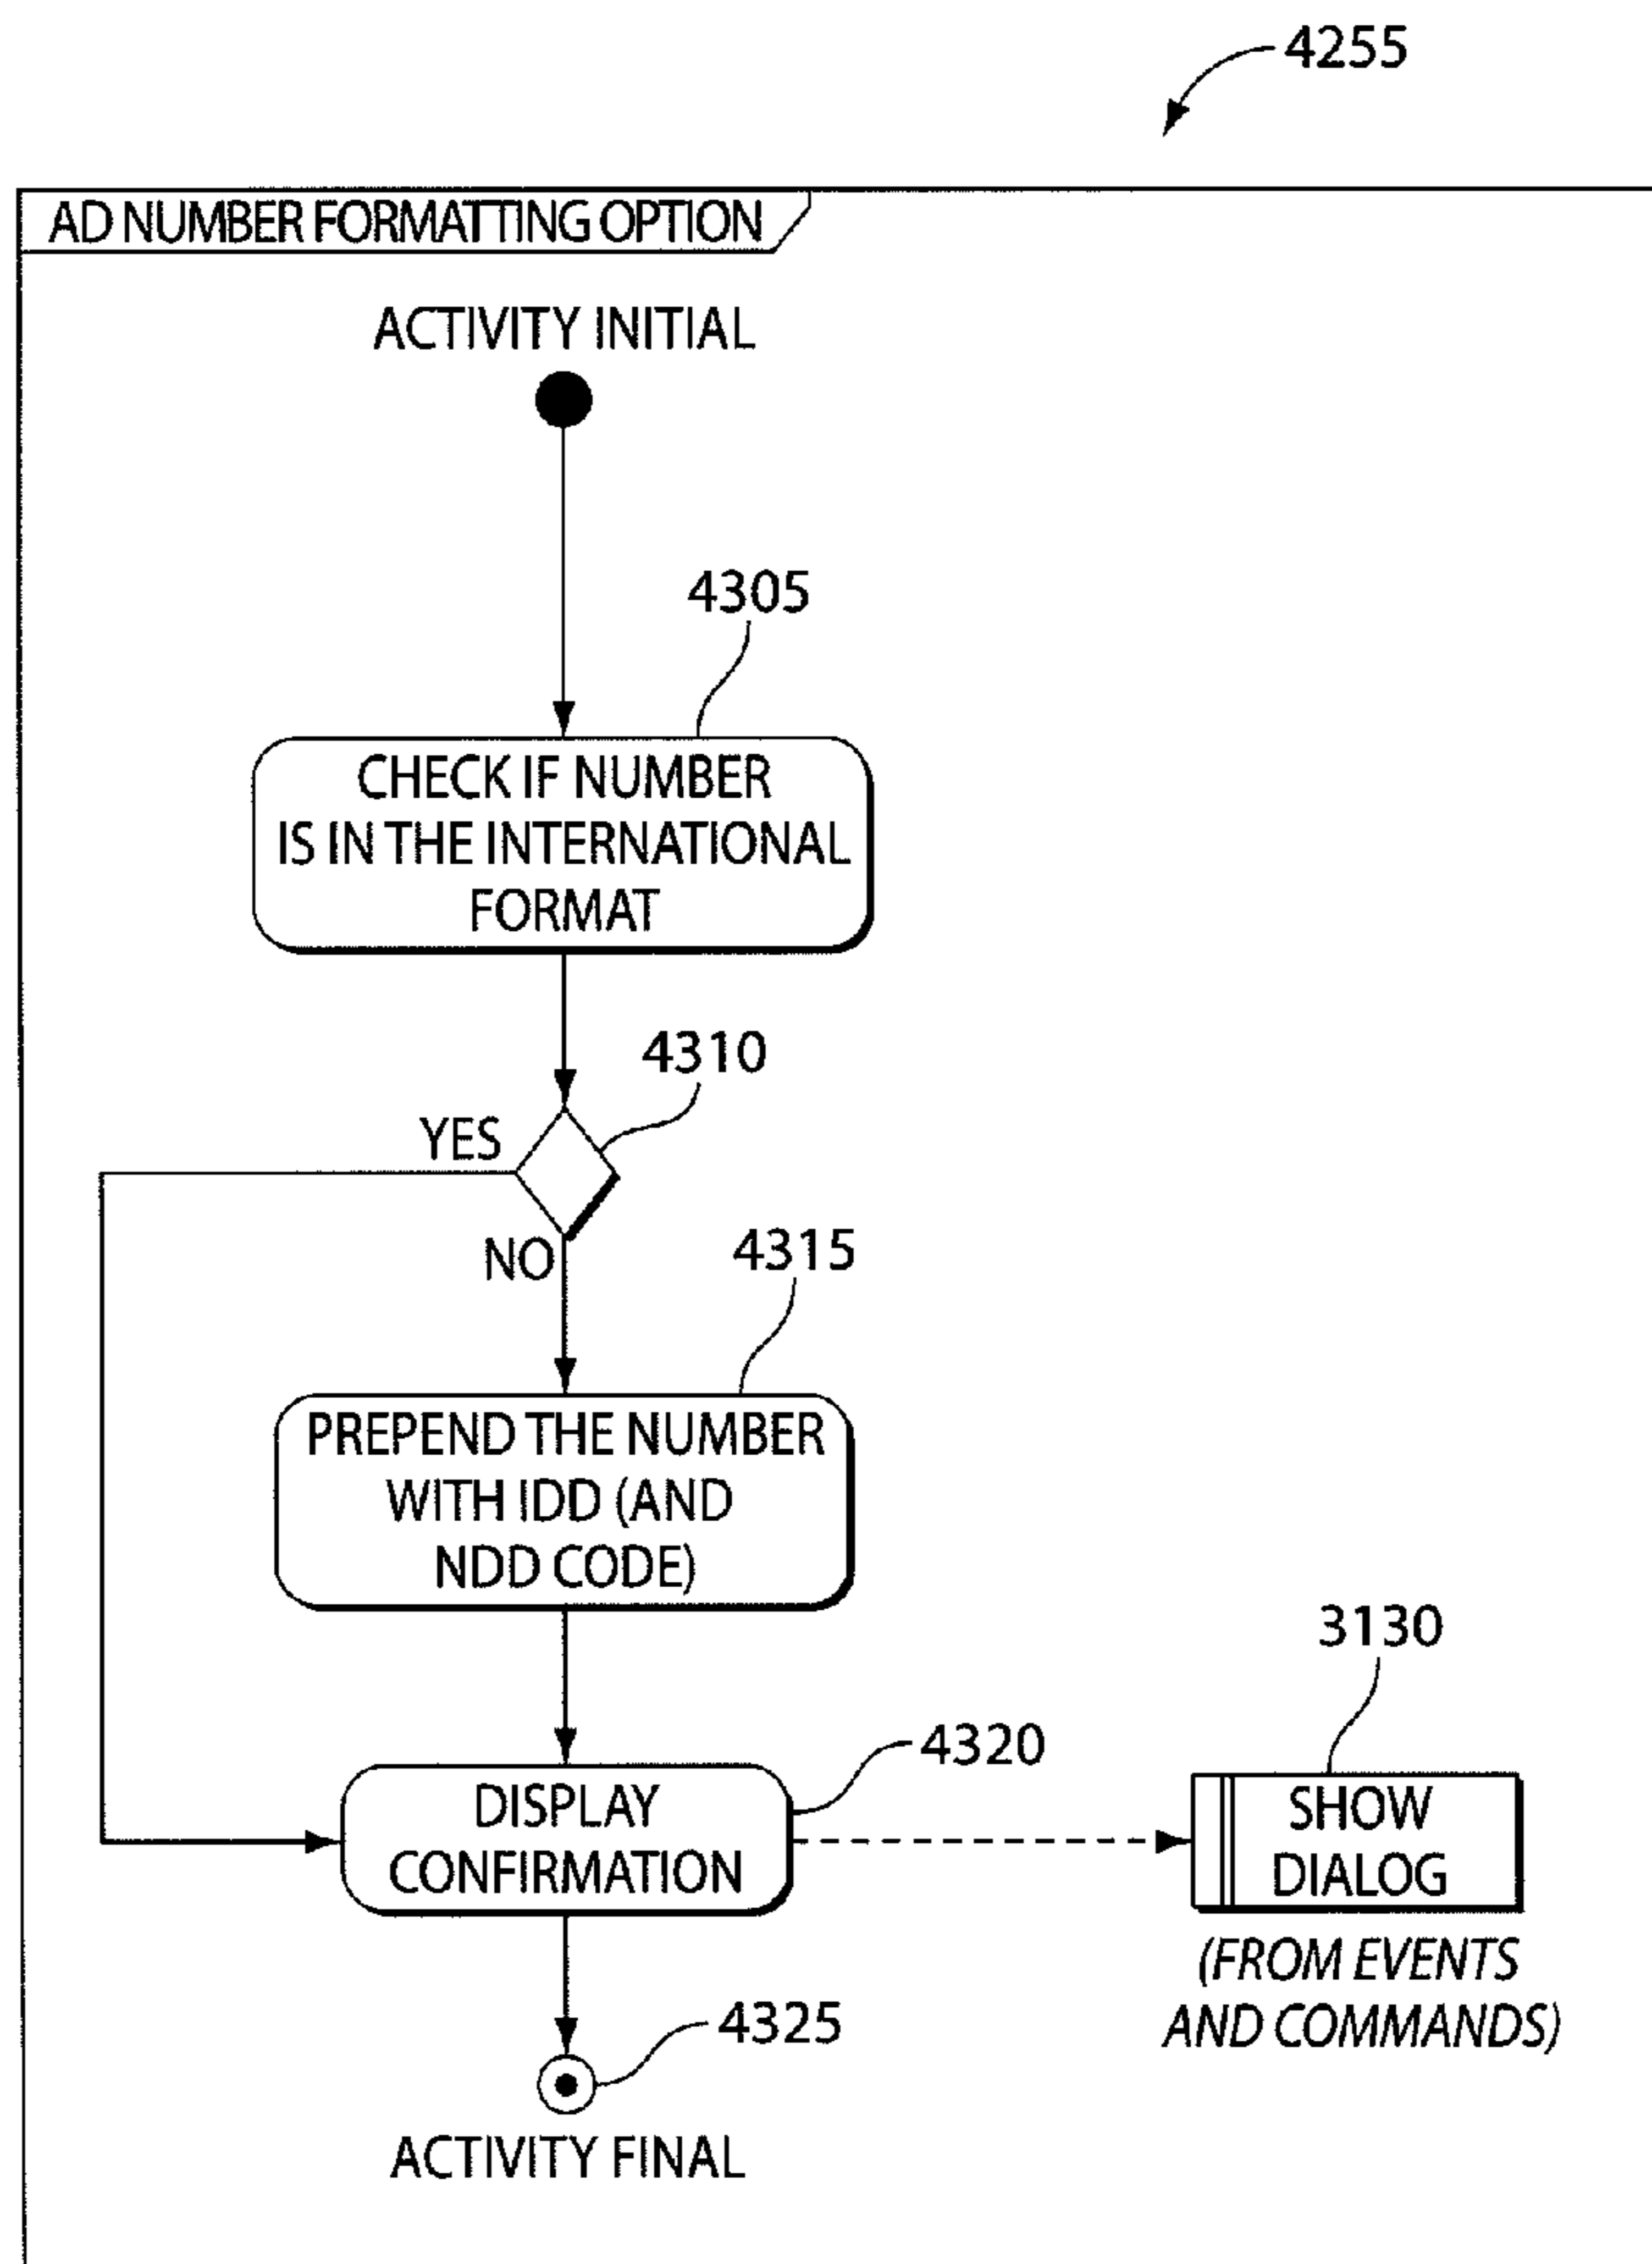 4255
AD NUMBER FORMATTING OPTION
ACTIVITY INITIAL
4305
CHECK IF NUMBER
IS IN THE INTERNATIONAL
FORMAT
4310
YES
NO
4315
PREPEND THE NUMBER
WITH IDD (AND
NDD CODE)
3130
4320
DISPLAY
CONFIRMATION
SHOW
DIALOG
(FROM EVENTS
AND COMMANDS)
4325
ACTIVITY FINAL